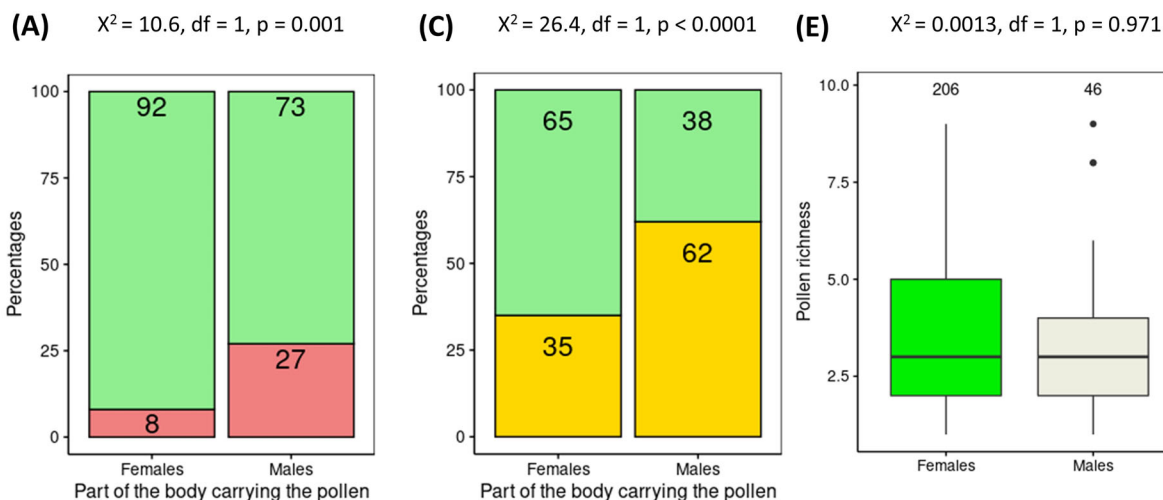 (A) X² = 10.6, df = 1, p = 0.001
Percentages
100
75
50
25
0
92
73
8
27
Females Males
Part of the body carrying the pollen
(C) X² = 26.4, df = 1, p < 0.0001
Percentages
100
75
50
25
0
65
38
35
62
Females Males
Part of the body carrying the pollen
(E) X² = 0.0013, df = 1, p = 0.971
Pollen richness
10.0
7.5
5.0
2.5
206 46
Females Males